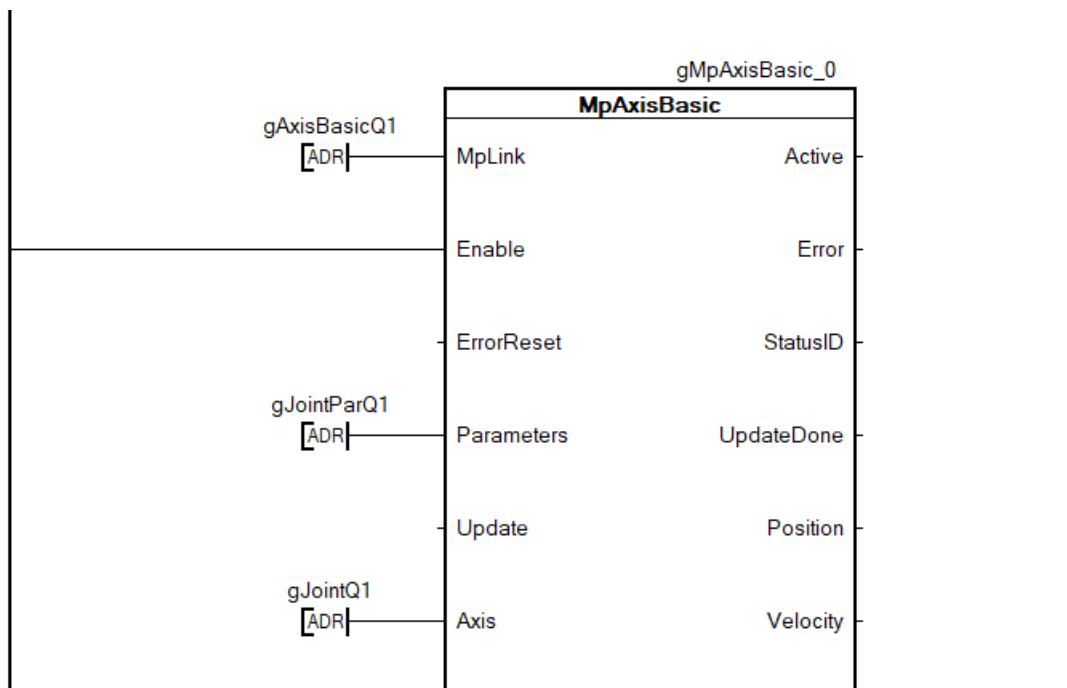 gMpAxisBasic_0
MpAxisBasic
gAxisBasicQ1
ADR
MpLink
Active
Enable
Error
ErrorReset
StatusID
gJointParQ1
ADR
Parameters
UpdateDone
Update
Position
gJointQ1
ADR
Axis
Velocity